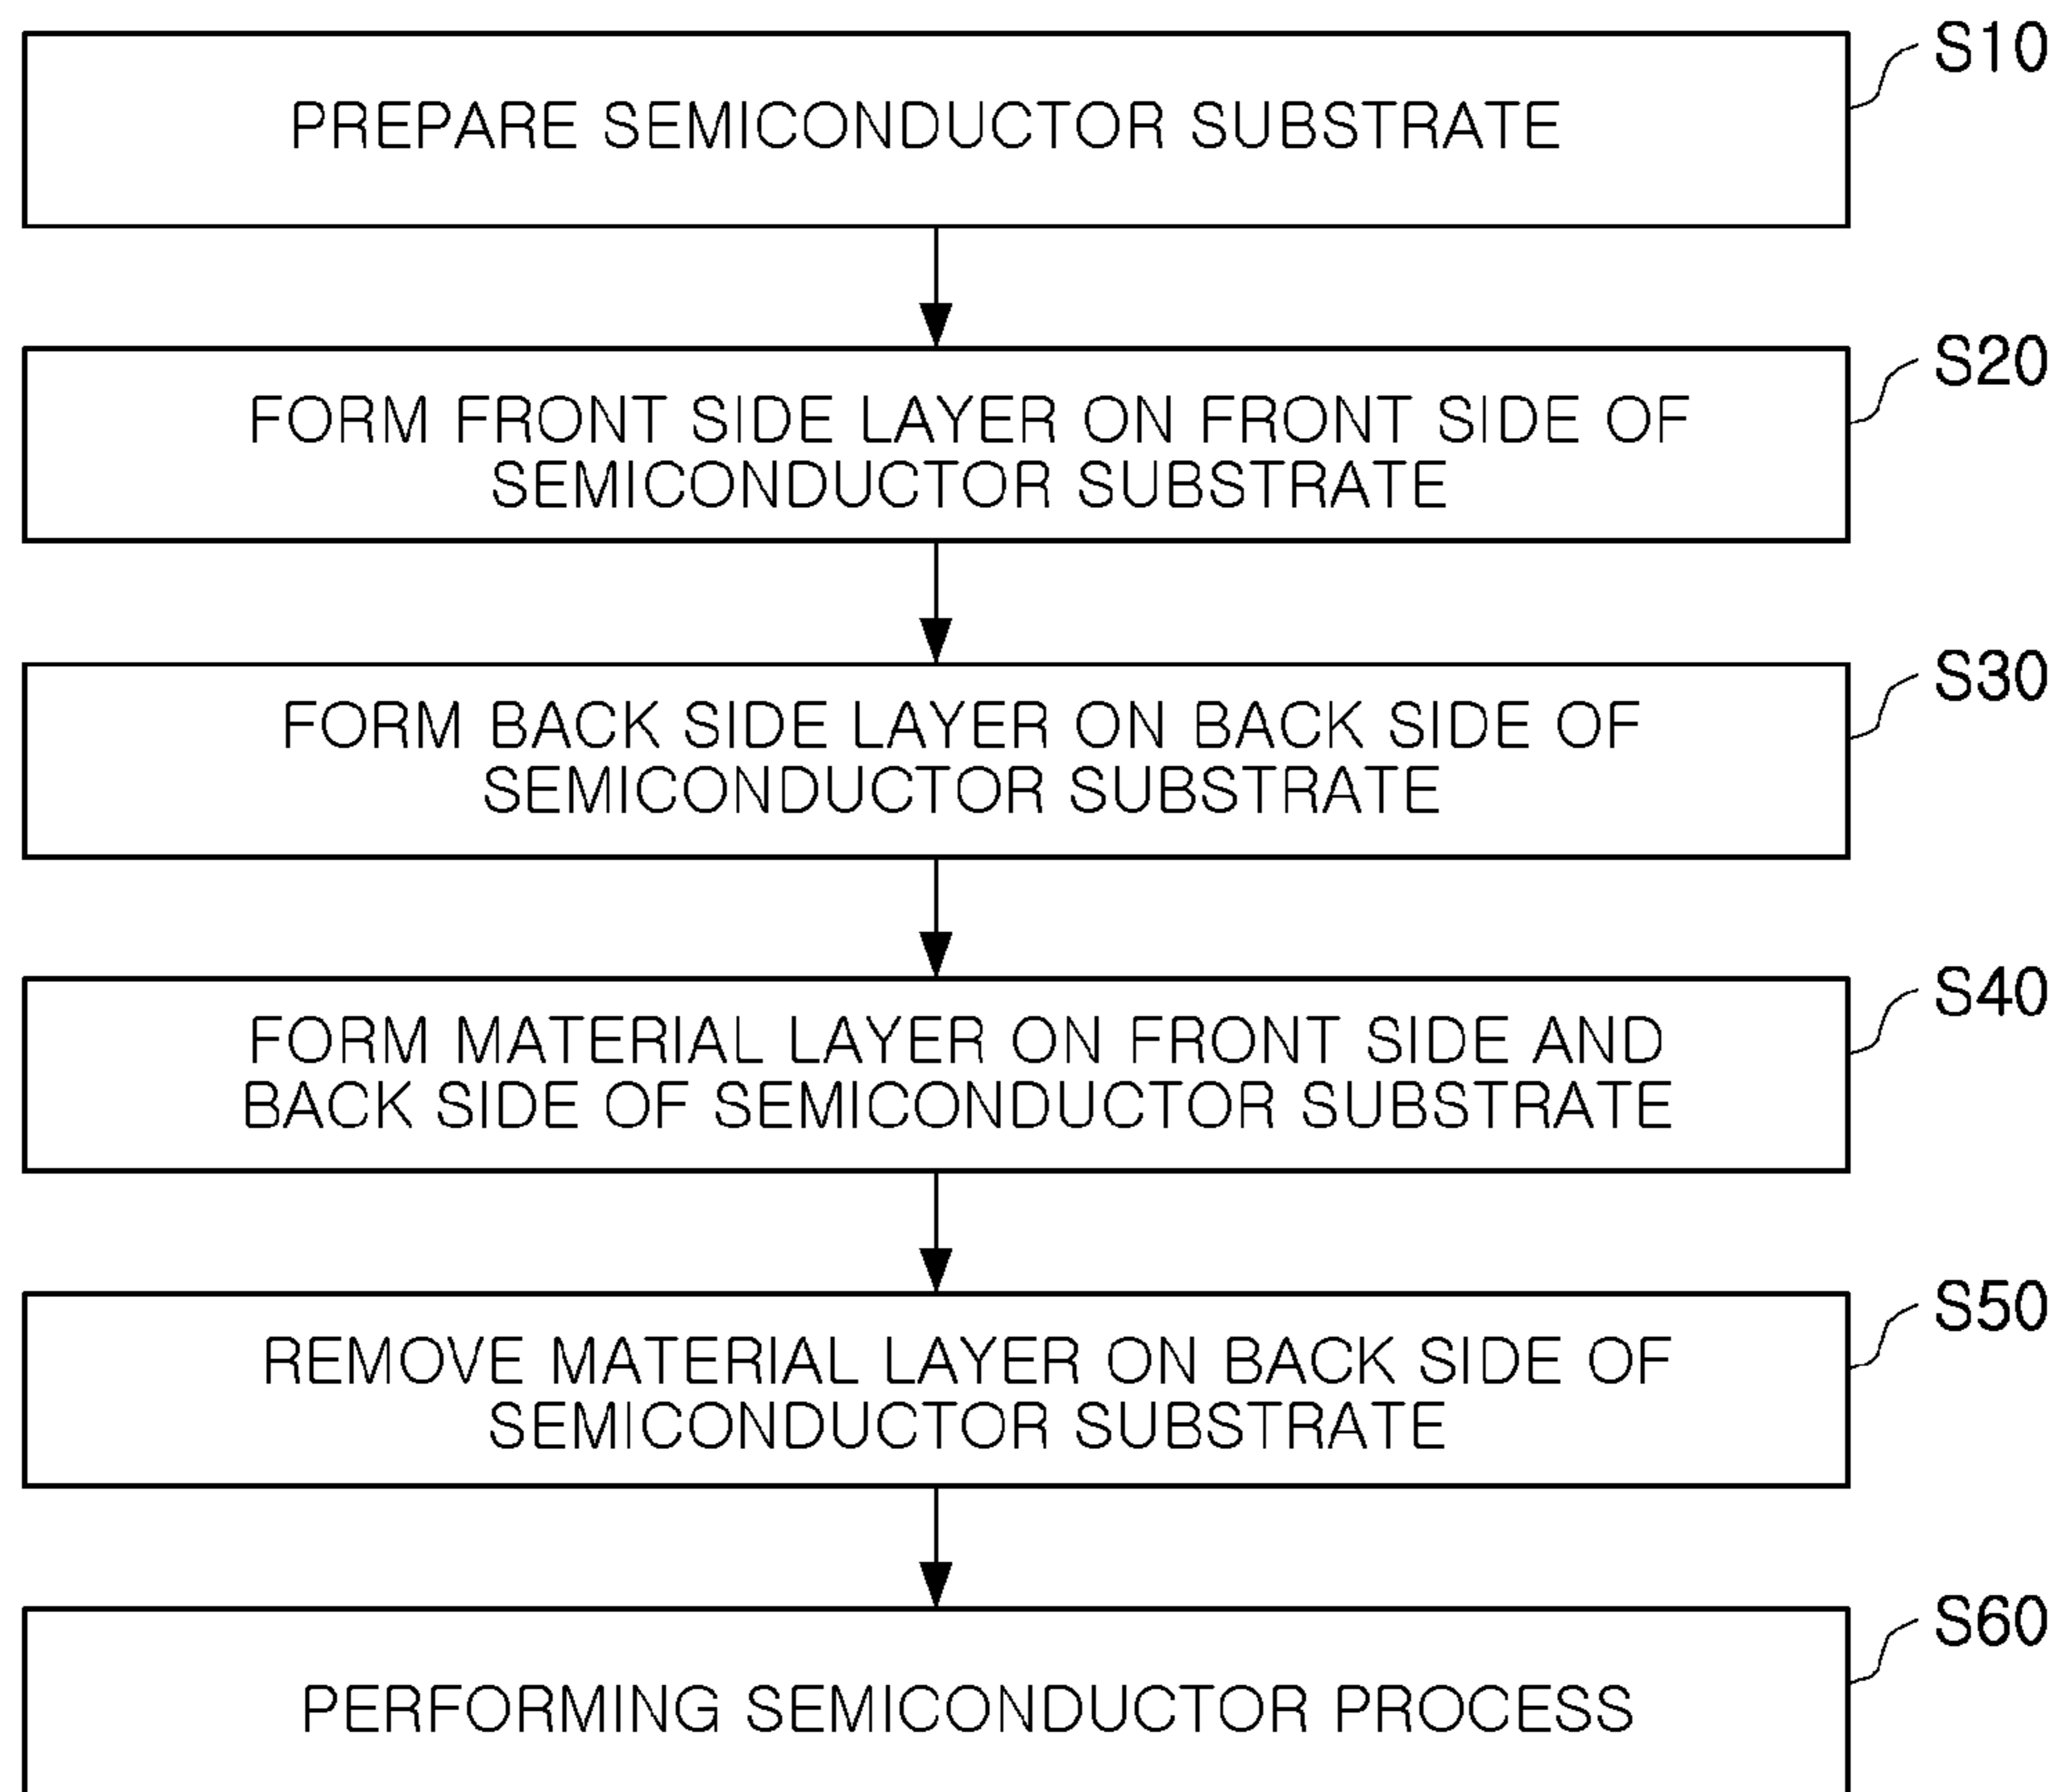 S10
PREPARE SEMICONDUCTOR SUBSTRATE
S20
FORM FRONT SIDE LAYER ON FRONT SIDE OF
SEMICONDUCTOR SUBSTRATE
S30
FORM BACK SIDE LAYER ON BACK SIDE OF
SEMICONDUCTOR SUBSTRATE
S40
FORM MATERIAL LAYER ON FRONT SIDE AND
BACK SIDE OF SEMICONDUCTOR SUBSTRATE
S50
REMOVE MATERIAL LAYER ON BACK SIDE OF
SEMICONDUCTOR SUBSTRATE
S60
PERFORMING SEMICONDUCTOR PROCESS